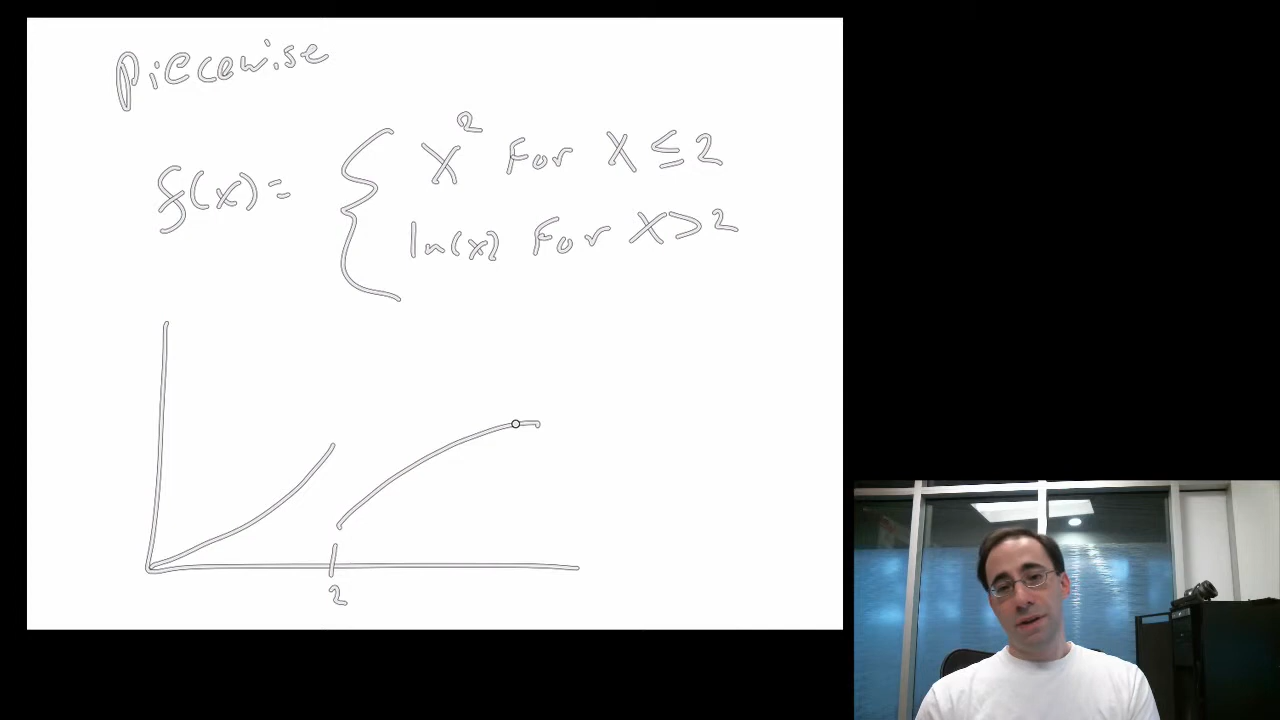 piecewise
x² for x ≤ 2
f(x) = {
ln(x) for x > 2
2